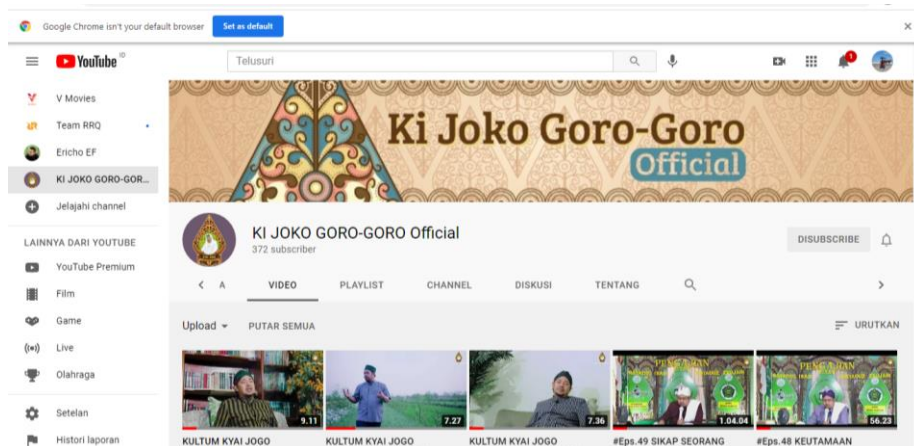 Google Chrome isn't your default browser Set as default
YouTube ID
Telusuri
1
V Movies
Team RRQ
Ericho EF
KI JOKO GORO-GOR...
Jelajahi channel
LAINNYA DARI YOUTUBE
YouTube Premium
Film
Game
Live
Olahraga
Setelan
Histori laporan
Ki Joko Goro-Goro
Official
KI JOKO GORO-GORO Official
372 subscriber
DISUBSCRIBE
A VIDEO PLAYLIST CHANNEL DISKUSI TENTANG
Upload PUTAR SEMUA URUTKAN
9.11
7.27
7.36
PENGAJIAN
1.04.04
PENGAJIAN
56.23
KULTUM KYAI JOGO
KULTUM KYAI JOGO
KULTUM KYAI JOGO
#Eps.49 SIKAP SEORANG
#Eps.48 KEUTAMAAN